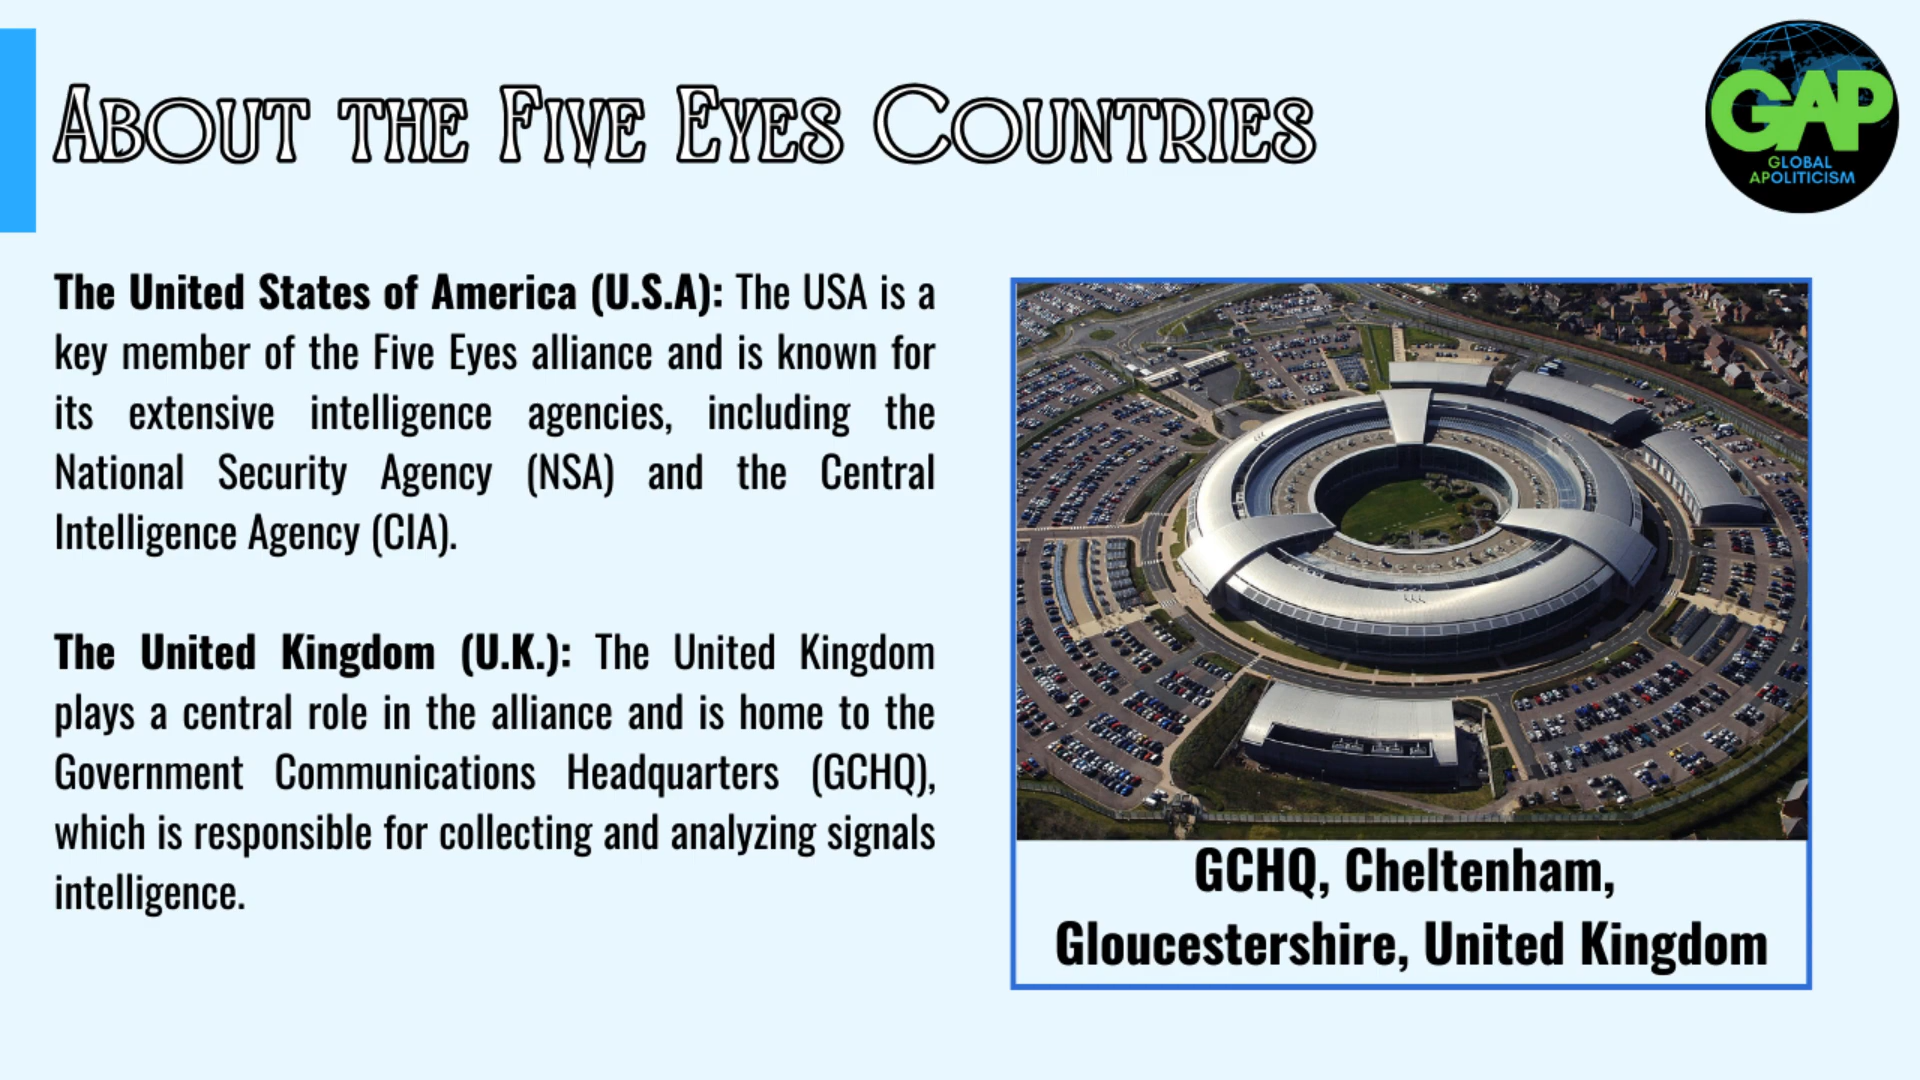 About the Five Eyes Countries
GAP
GLOBAL
APOLITICISM
The United States of America (U.S.A): The USA is a
key member of the Five Eyes alliance and is known for
its extensive intelligence agencies, including the
National Security Agency (NSA) and the Central
Intelligence Agency (CIA).
The United Kingdom (U.K.): The United Kingdom
plays a central role in the alliance and is home to the
Government Communications Headquarters (GCHQ),
which is responsible for collecting and analyzing signals
intelligence.
GCHQ, Cheltenham,
Gloucestershire, United Kingdom